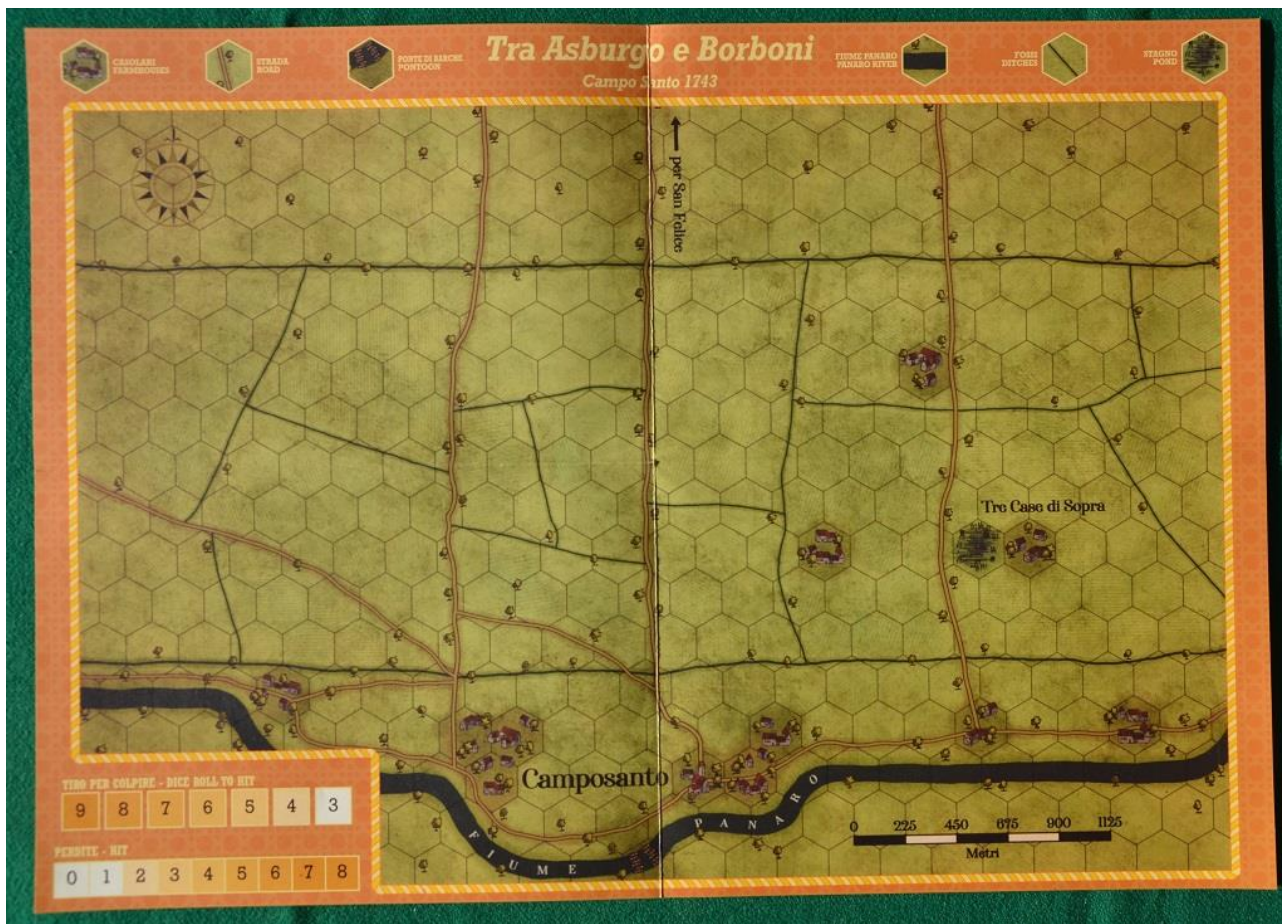 Tra Asburgo e Borboni
Campo Santo 1743
CASOLARI
FARMHOUSES
STRADA
ROAD
PONTE DI BARCHE
PONTOON
FIUME PANARO
PANARO RIVER
FOSSI
DITCHES
STAGNO
POND
per San Felice
Tre Case di Sopra
Camposanto
FIUME PANARO
0 225 450 675 900 1125
Metri
TIRO PER COLPIRE - DICE ROLL TO HIT
9 8 7 6 5 4 3
PERDITE - HIT
0 1 2 3 4 5 6 7 8